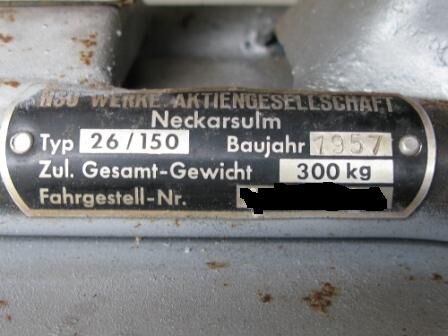 NSU WERKE AKTIENGESELLSCHAFT
Neckarsulm
Typ 26/150 Baujahr 1957
Zul. Gesamt-Gewicht 300 kg
Fahrgestell-Nr.